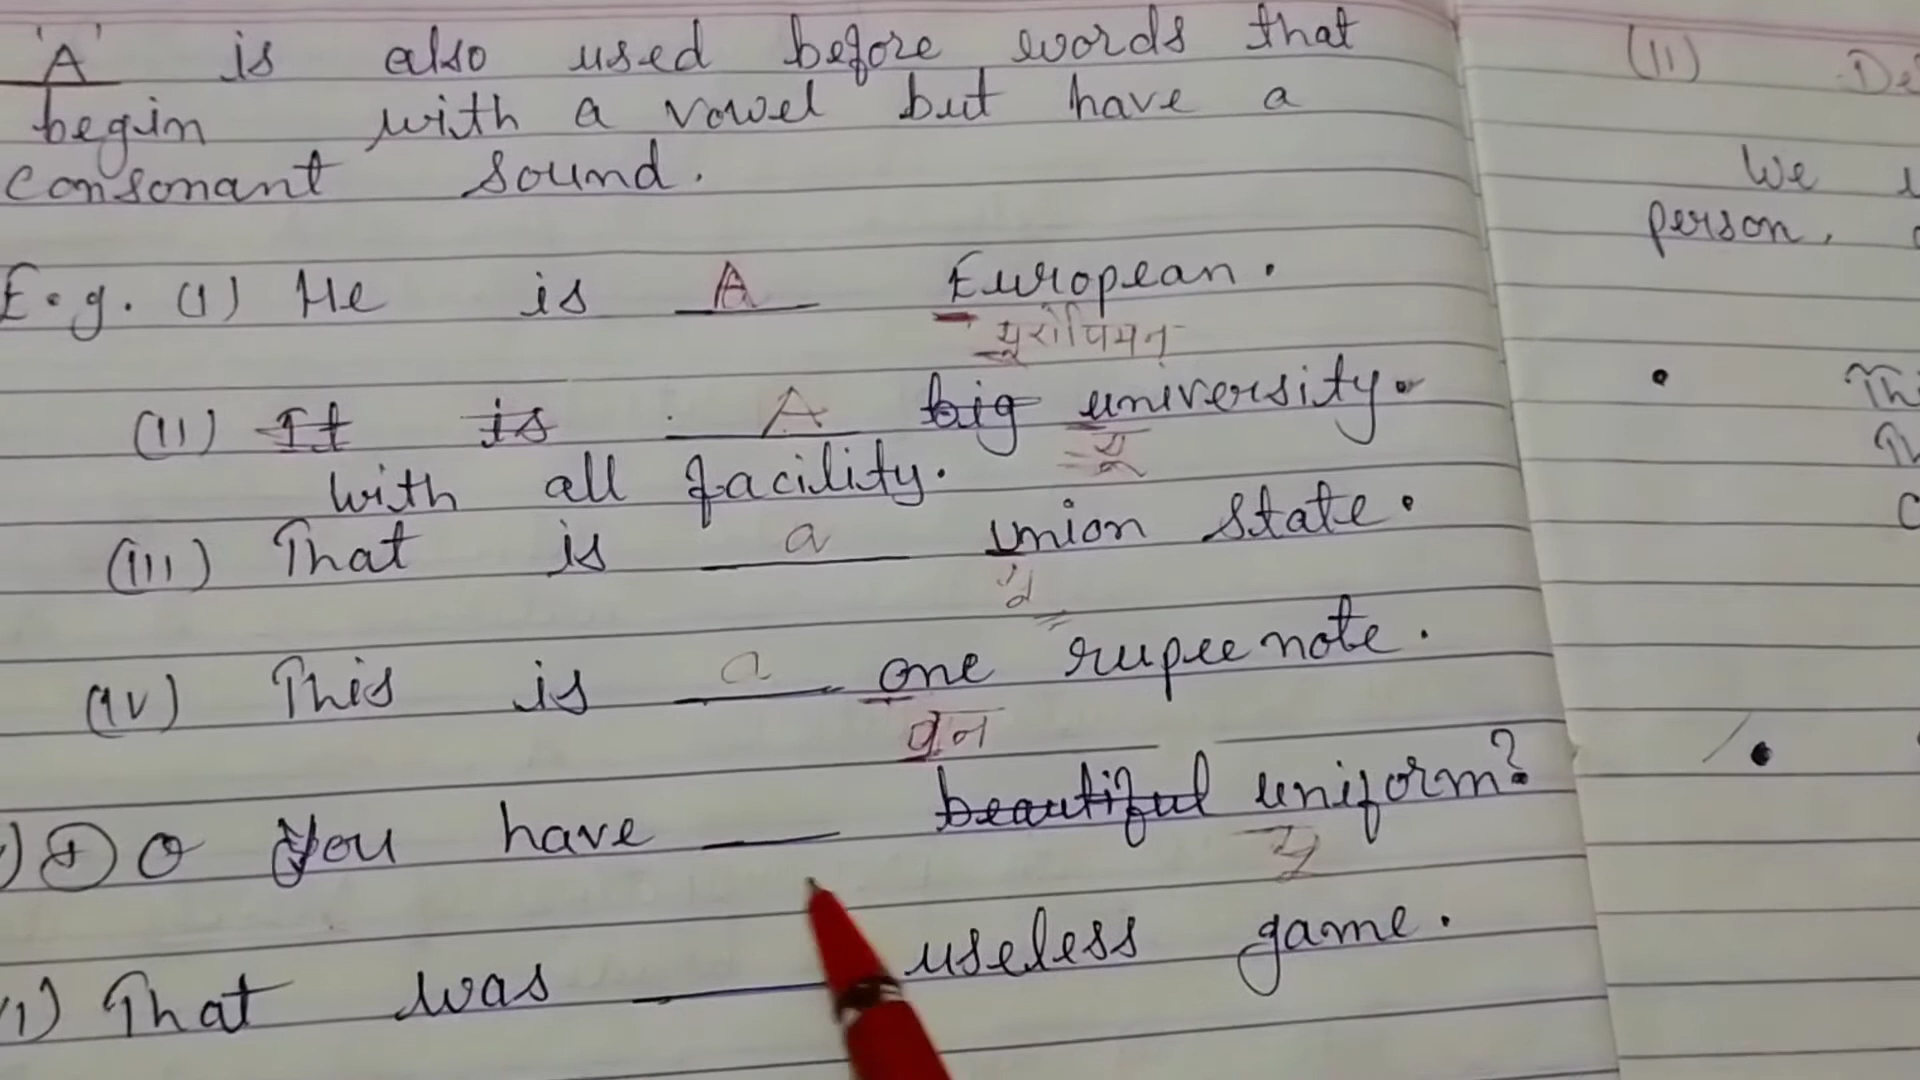 'A' is also used before words that
begin with a vowel but have a
consonant sound.
E.g. (I) He is A European.
यूरोपियन
(II) It is A big university.
यू
with all facility.
(III) That is a union state.
यू
(IV) This is a one rupee note.
वन
You have ___ beautiful uniform?
यू
That was ___ useless game.
(II)
We
person,